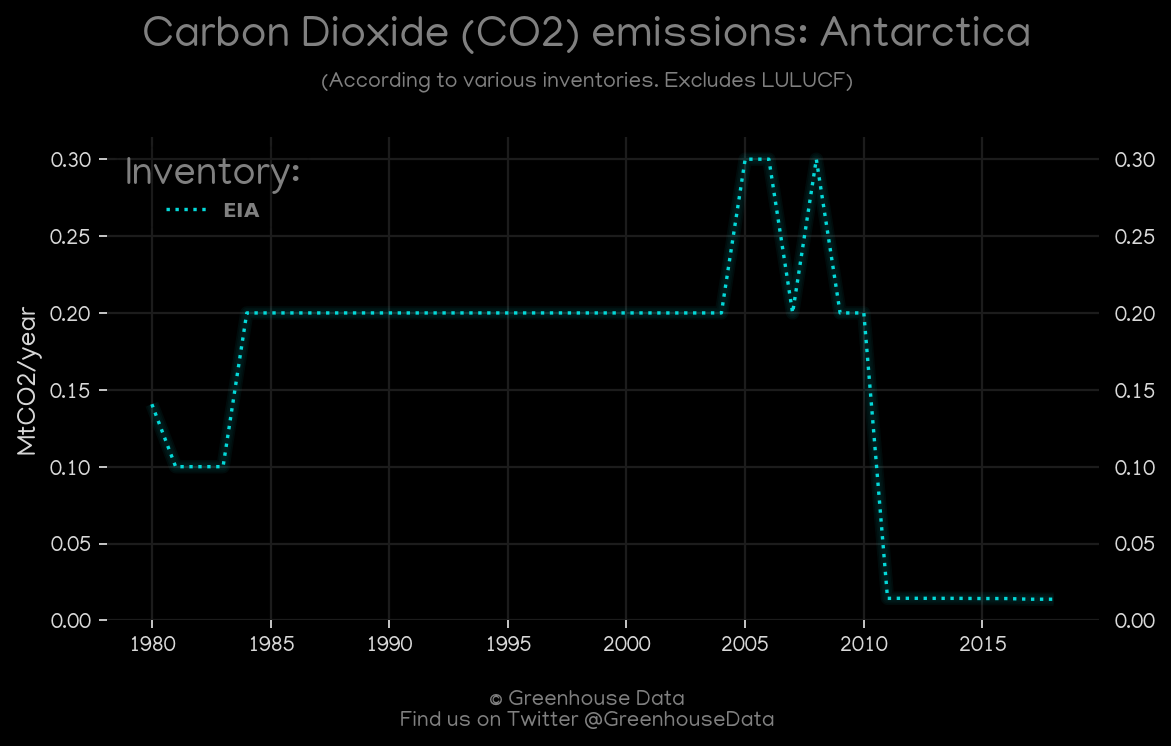 Carbon Dioxide (CO2) emissions: Antarctica
(According to various inventories. Excludes LULUCF)
Inventory:
EIA
MtCO2/year
0.30
0.25
0.20
0.15
0.10
0.05
0.00
0.30
0.25
0.20
0.15
0.10
0.05
0.00
1980 1985 1990 1995 2000 2005 2010 2015
© Greenhouse Data
Find us on Twitter @GreenhouseData